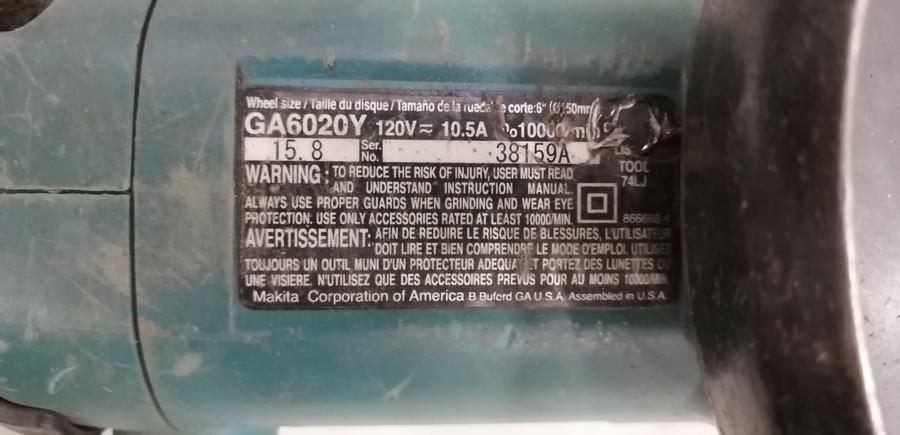 Wheel size / Taille du disque / Tamaño de la corte:6" (Ø150mm)
GA6020Y 120V 10.5A
15. 8 Ser. No. 38159A
TOOL
74LJ
WARNING: TO REDUCE THE RISK OF INJURY, USER MUST READ
AND UNDERSTAND INSTRUCTION MANUAL.
ALWAYS USE PROPER GUARDS WHEN GRINDING AND WEAR EYE
PROTECTION. USE ONLY ACCESSORIES RATED AT LEAST 10000/MIN.
866688-4
AVERTISSEMENT: AFIN DE REDUIRE LE RISQUE DE BLESSURES, L'UTILISATEUR
DOIT LIRE ET BIEN COMPRENDRE LE MODE D'EMPLOI. UTILISEZ
TOUJOURS UN OUTIL MUNI D'UN PROTECTEUR ADEQUAT ET PORTEZ DES LUNETTES OU
UNE VISIERE. N'UTILISEZ QUE DES ACCESSOIRES PREVUS POUR AU MOINS 10000/MIN.
Makita Corporation of America B Buford GA U.S.A. Assembled in U.S.A.